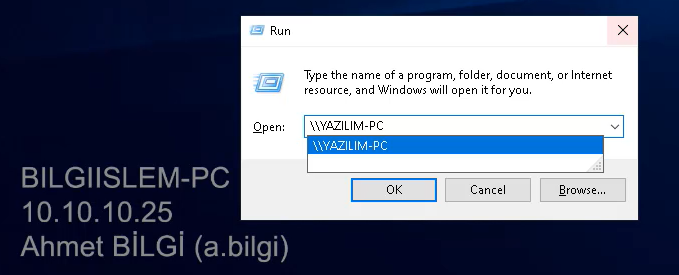 Run
Type the name of a program, folder, document, or Internet
resource, and Windows will open it for you.
Open: \\YAZILIM-PC
\\YAZILIM-PC
OK Cancel Browse...
BILGIISLEM-PC
10.10.10.25
Ahmet BİLGİ (a.bilgi)